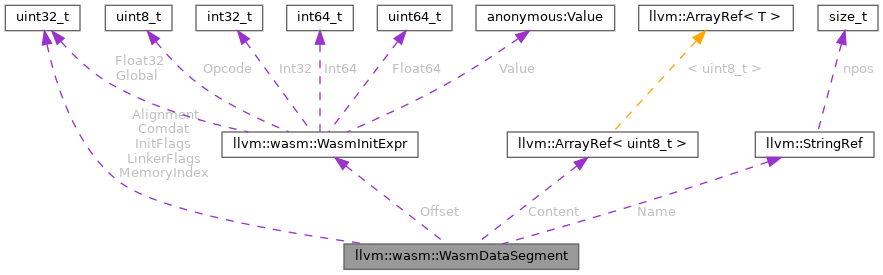 uint32_t
uint8_t
int32_t
int64_t
uint64_t
anonymous:Value
llvm::ArrayRef< T >
size_t
Float32
Global
Opcode
Int32
Int64
Float64
Value
< uint8_t >
npos
Alignment
Comdat
InitFlags
LinkerFlags
MemoryIndex
llvm::wasm::WasmInitExpr
llvm::ArrayRef< uint8_t >
llvm::StringRef
Offset
Content
Name
llvm::wasm::WasmDataSegment